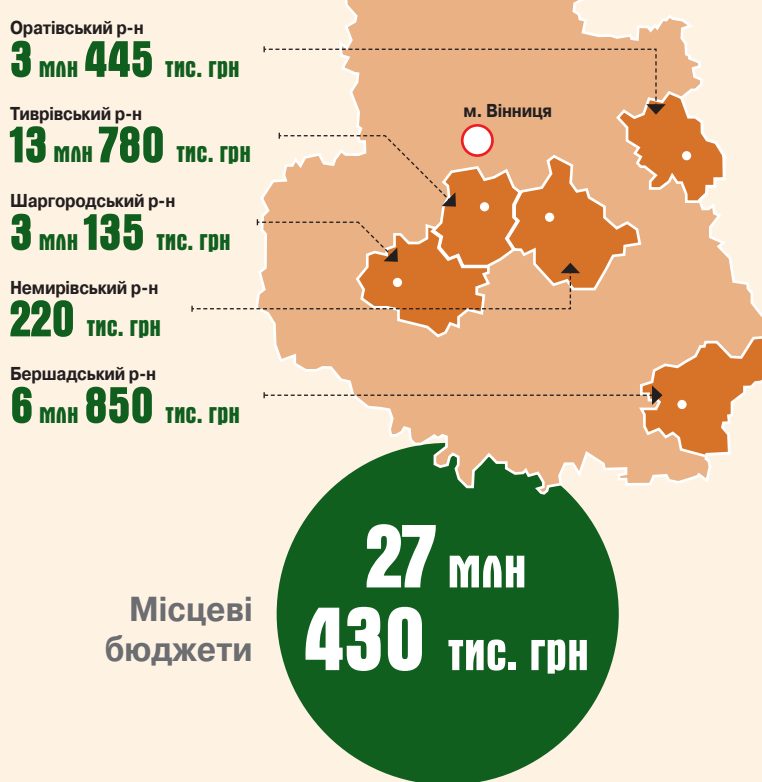 Оратівський р-н
3 млн 445 тис. грн
Тиврівський р-н
13 млн 780 тис. грн
Шаргородський р-н
3 млн 135 тис. грн
Немирівський р-н
220 тис. грн
Бершадський р-н
6 млн 850 тис. грн
м. Вінниця
Місцеві
бюджети
27 млн
430 тис. грн